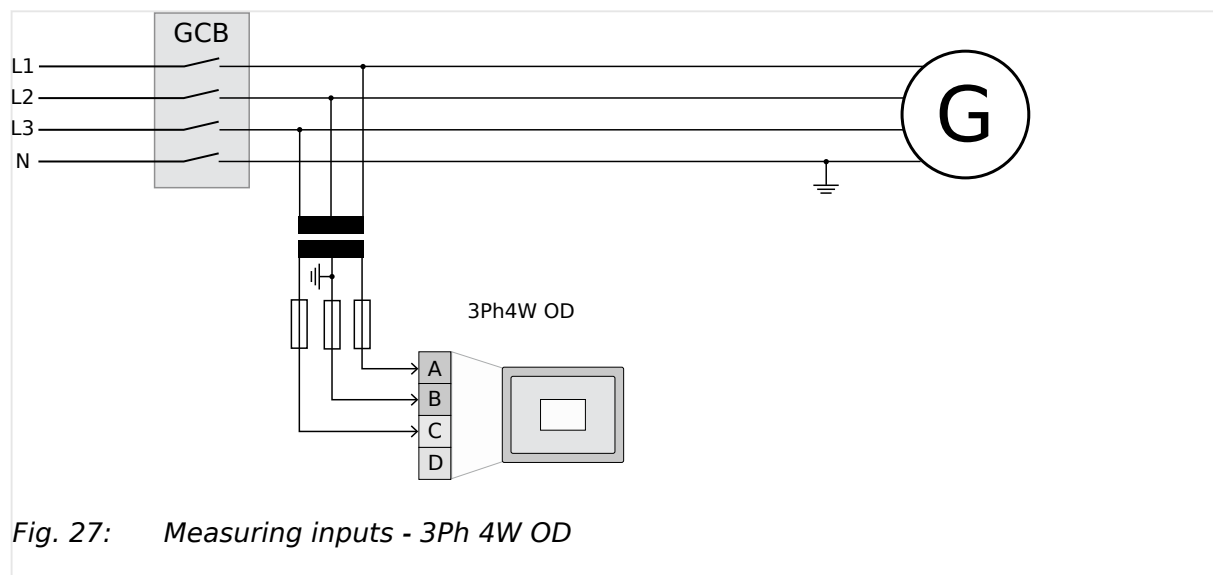 GCB
L1
L2
L3
N
G
3Ph4W OD
A
B
C
D
Fig. 27: Measuring inputs - 3Ph 4W OD